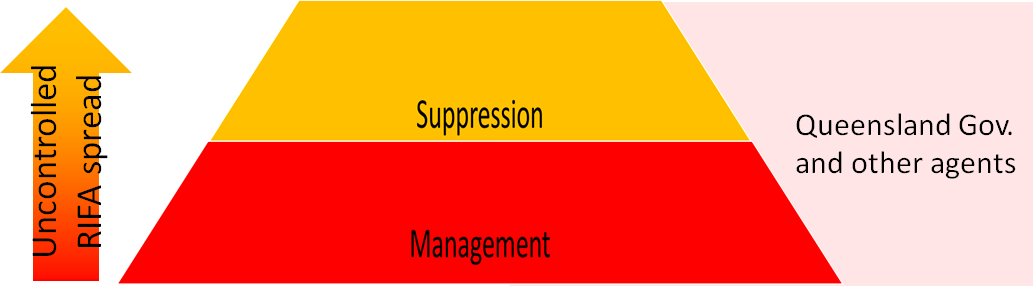 Uncontrolled
RIFA spread
Suppression
Management
Queensland Gov.
and other agents